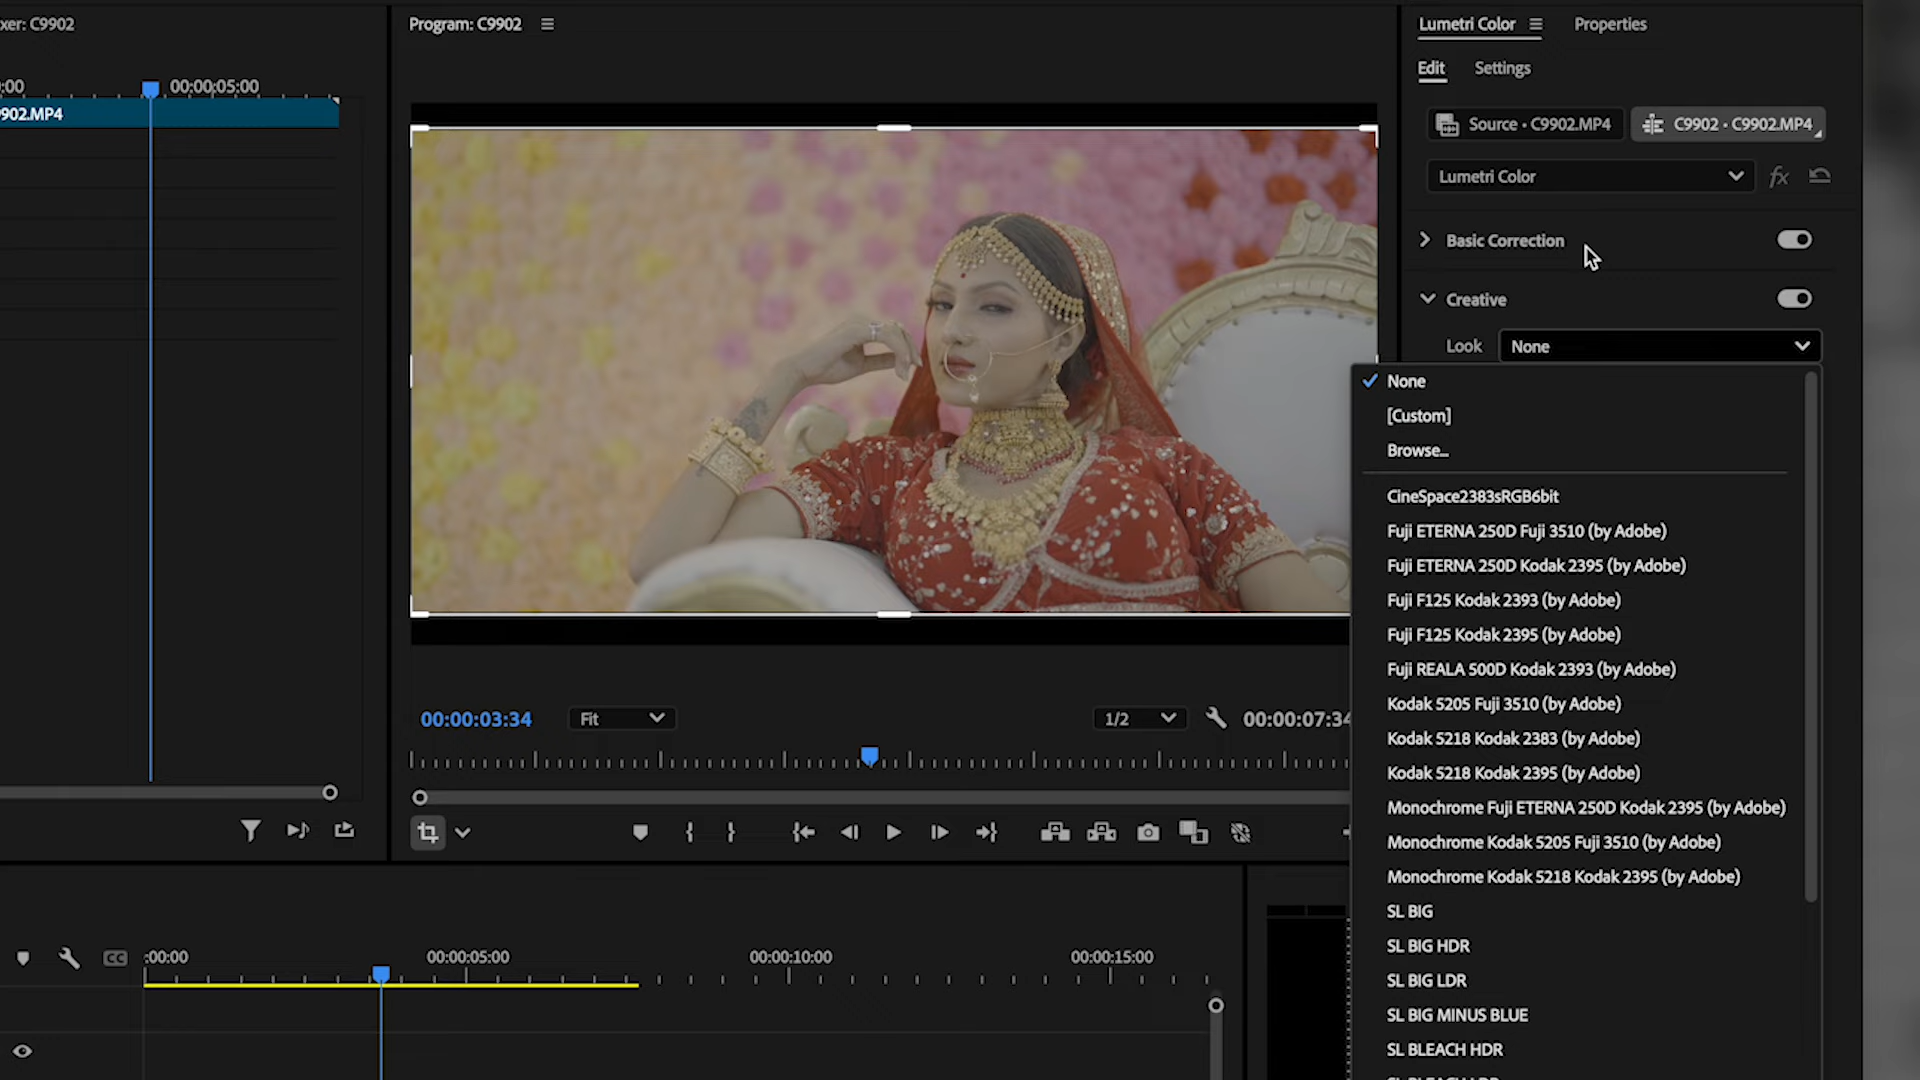 xer: C9902
:00
00:00:05:00
902.MP4
Program: C9902
00:00:03:34
Fit
1/2
00:00:07:34
Lumetri Color
Properties
Edit
Settings
Source • C9902.MP4
C9902 • C9902.MP4
Lumetri Color
fx
Basic Correction
Creative
Look
None
None
[Custom]
Browse...
CineSpace2383sRGB6bit
Fuji ETERNA 250D Fuji 3510 (by Adobe)
Fuji ETERNA 250D Kodak 2395 (by Adobe)
Fuji F125 Kodak 2393 (by Adobe)
Fuji F125 Kodak 2395 (by Adobe)
Fuji REALA 500D Kodak 2393 (by Adobe)
Kodak 5205 Fuji 3510 (by Adobe)
Kodak 5218 Kodak 2383 (by Adobe)
Kodak 5218 Kodak 2395 (by Adobe)
Monochrome Fuji ETERNA 250D Kodak 2395 (by Adobe)
Monochrome Kodak 5205 Fuji 3510 (by Adobe)
Monochrome Kodak 5218 Kodak 2395 (by Adobe)
SL BIG
SL BIG HDR
SL BIG LDR
SL BIG MINUS BLUE
SL BLEACH HDR
CC
:00:00
00:00:05:00
00:00:10:00
00:00:15:00